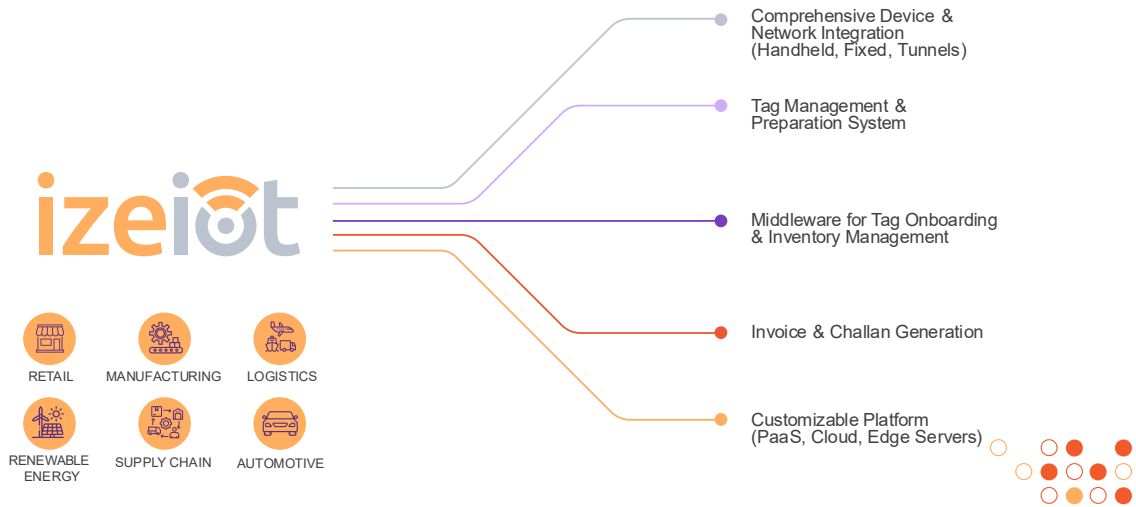 izeiot
RETAIL
MANUFACTURING
LOGISTICS
RENEWABLE
ENERGY
SUPPLY CHAIN
AUTOMOTIVE
Comprehensive Device &
Network Integration
(Handheld, Fixed, Tunnels)
Tag Management &
Preparation System
Middleware for Tag Onboarding
& Inventory Management
Invoice & Challan Generation
Customizable Platform
(PaaS, Cloud, Edge Servers)